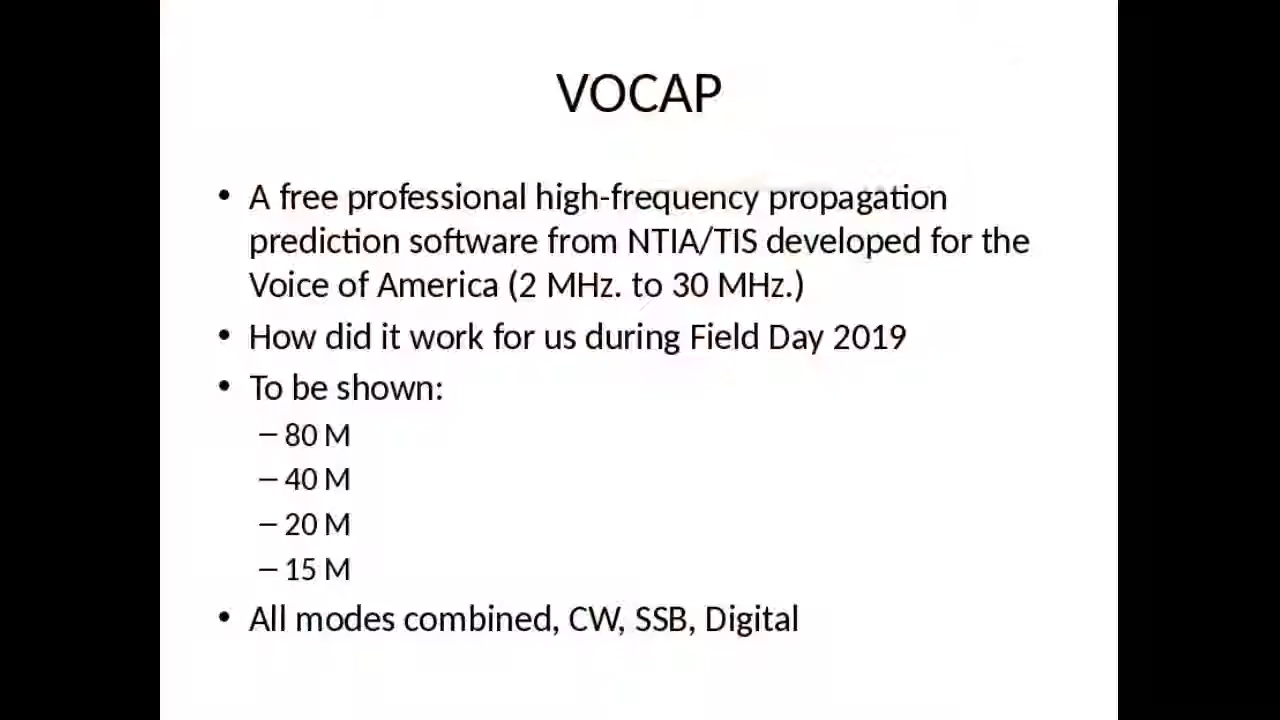 VOCAP
• A free professional high-frequency propagation
prediction software from NTIA/TIS developed for the
Voice of America (2 MHz. to 30 MHz.)
• How did it work for us during Field Day 2019
• To be shown:
– 80 M
– 40 M
– 20 M
– 15 M
• All modes combined, CW, SSB, Digital